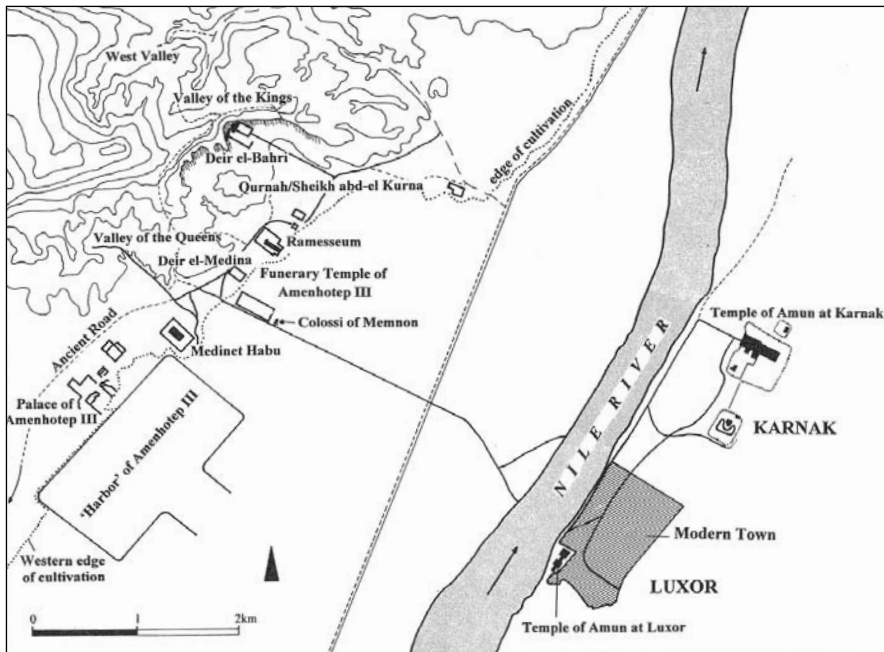 West Valley
Valley of the Kings
Deir el-Bahri
edge of cultivation
Qurnah/Sheikh abd-el Kurna
Valley of the Queens
Ramesseum
Deir el-Medina
Funerary Temple of
Amenhotep III
Colossi of Memnon
Ancient Road
Medinet Habu
Palace of
Amenhotep III
'Harbor' of Amenhotep III
Western edge
of cultivation
0 1 2km
NILE RIVER
Temple of Amun at Karnak
KARNAK
Modern Town
LUXOR
Temple of Amun at Luxor